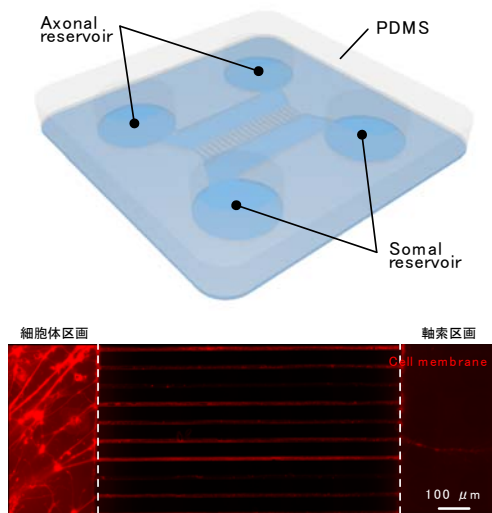 Axonal
reservoir
PDMS
Somal
reservoir
細胞体区画
軸索区画
Cell membrane
100 μm